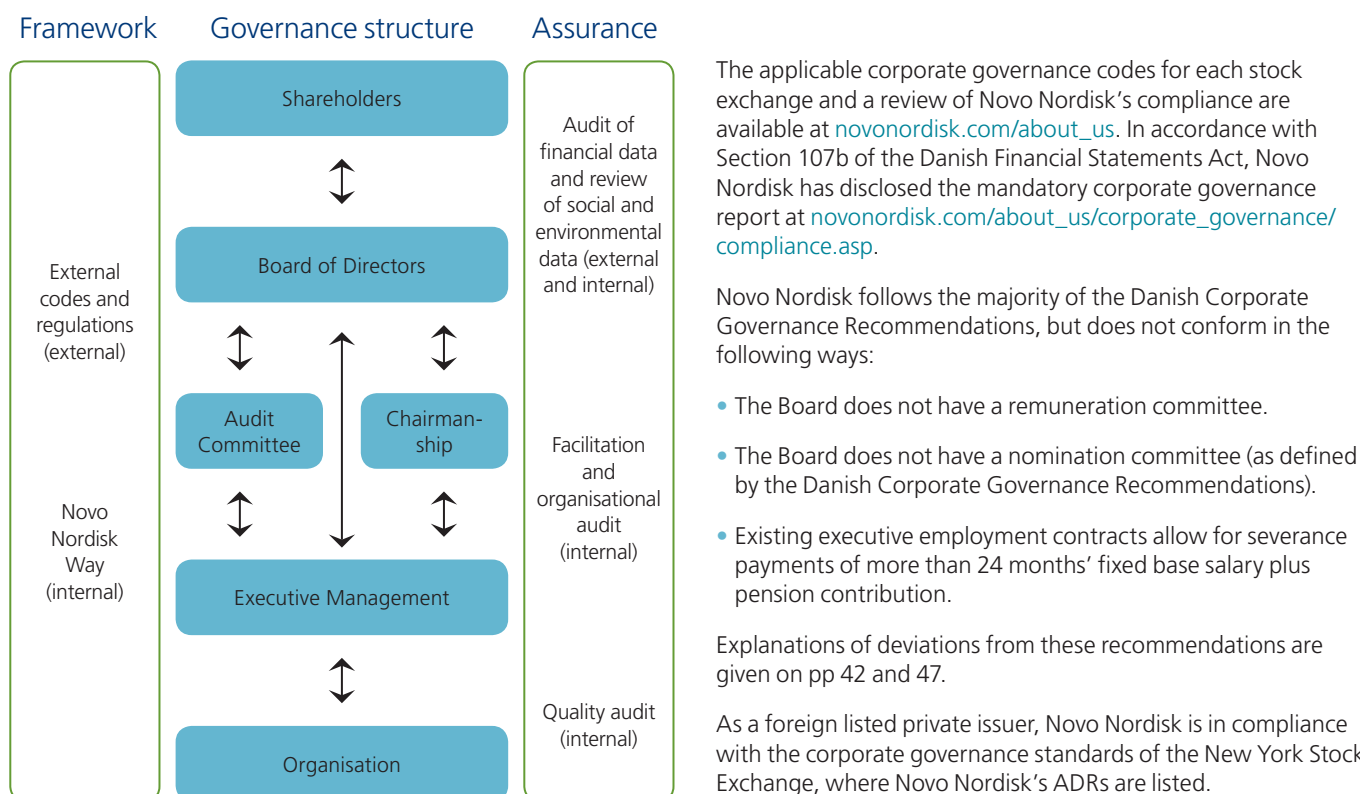 Framework
Governance structure
Assurance
External
codes and
regulations
(external)
Novo
Nordisk
Way
(internal)
Shareholders
Board of Directors
Audit
Committee
Chairman-
ship
Executive Management
Organisation
Audit of
financial data
and review
of social and
environmental
data (external
and internal)
Facilitation
and
organisational
audit
(internal)
Quality audit
(internal)
The applicable corporate governance codes for each stock
exchange and a review of Novo Nordisk’s compliance are
available at novonordisk.com/about_us. In accordance with
Section 107b of the Danish Financial Statements Act, Novo
Nordisk has disclosed the mandatory corporate governance
report at novonordisk.com/about_us/corporate_governance/
compliance.asp.
Novo Nordisk follows the majority of the Danish Corporate
Governance Recommendations, but does not conform in the
following ways:
• The Board does not have a remuneration committee.
• The Board does not have a nomination committee (as defined
by the Danish Corporate Governance Recommendations).
• Existing executive employment contracts allow for severance
payments of more than 24 months’ fixed base salary plus
pension contribution.
Explanations of deviations from these recommendations are
given on pp 42 and 47.
As a foreign listed private issuer, Novo Nordisk is in compliance
with the corporate governance standards of the New York Stock
Exchange, where Novo Nordisk’s ADRs are listed.